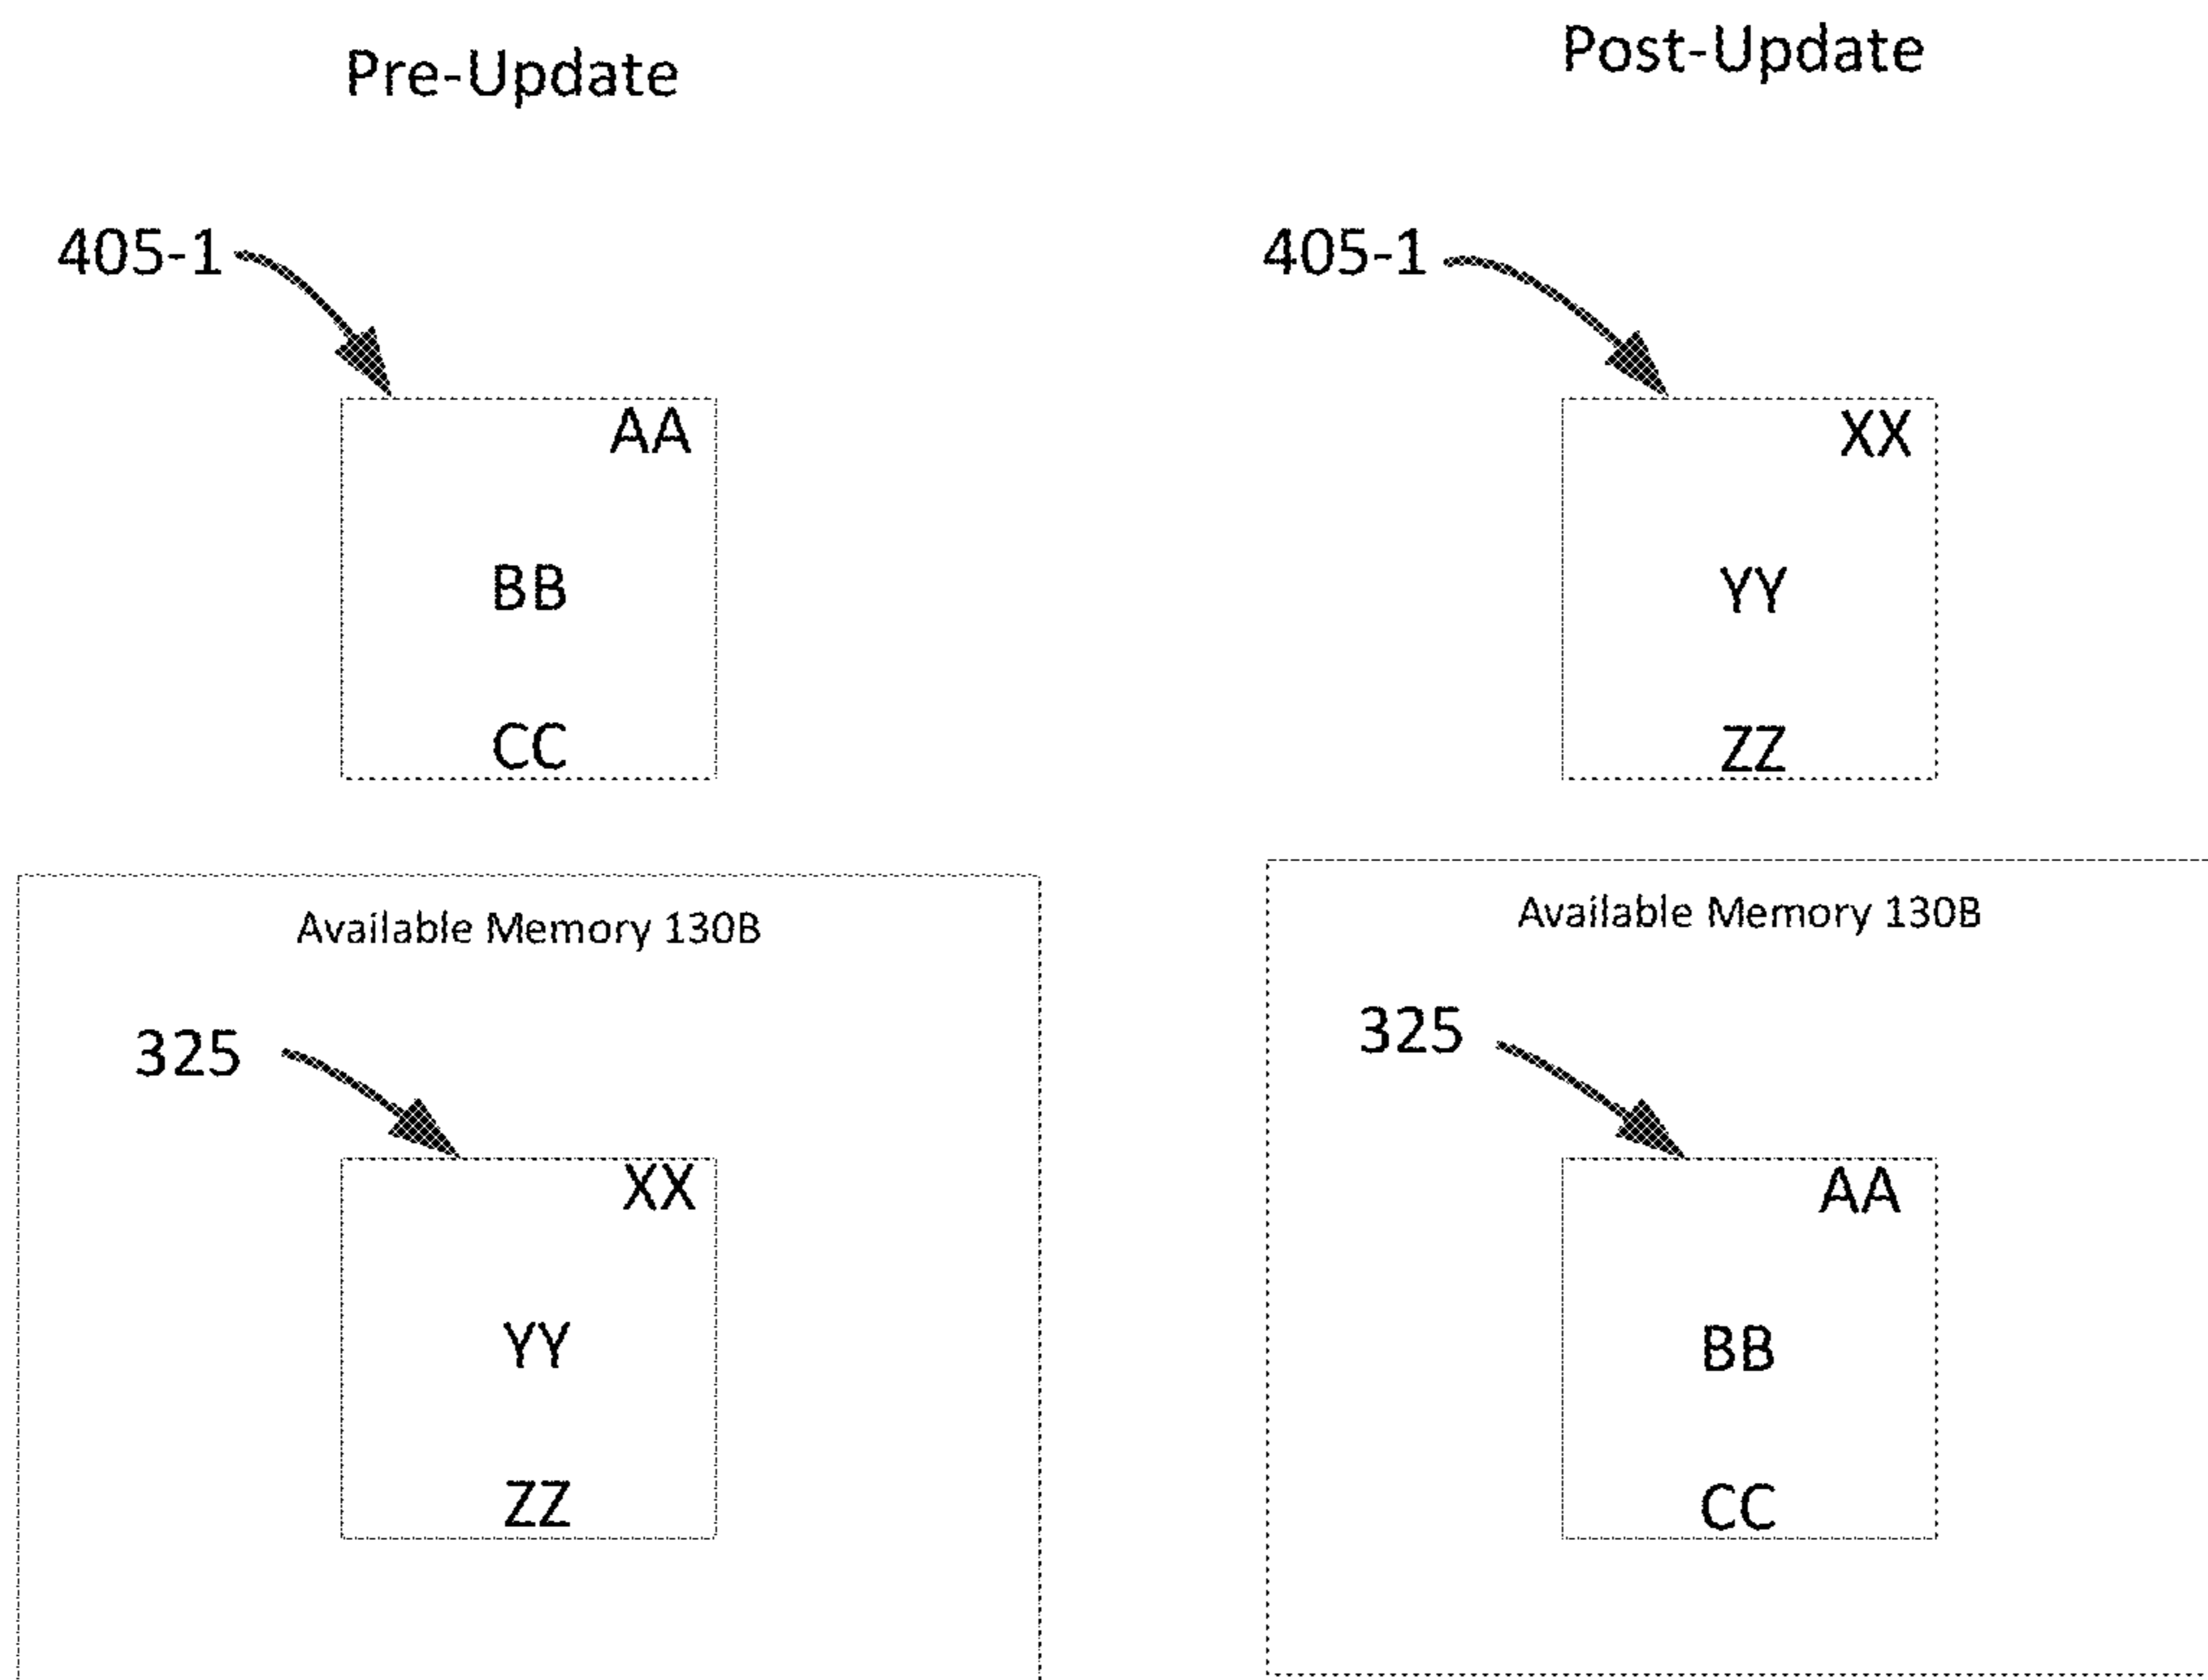 Pre-Update
405-1
AA
BB
CC
Available Memory 130B
325
XX
YY
ZZ
Post-Update
405-1
XX
YY
ZZ
Available Memory 130B
325
AA
BB
CC